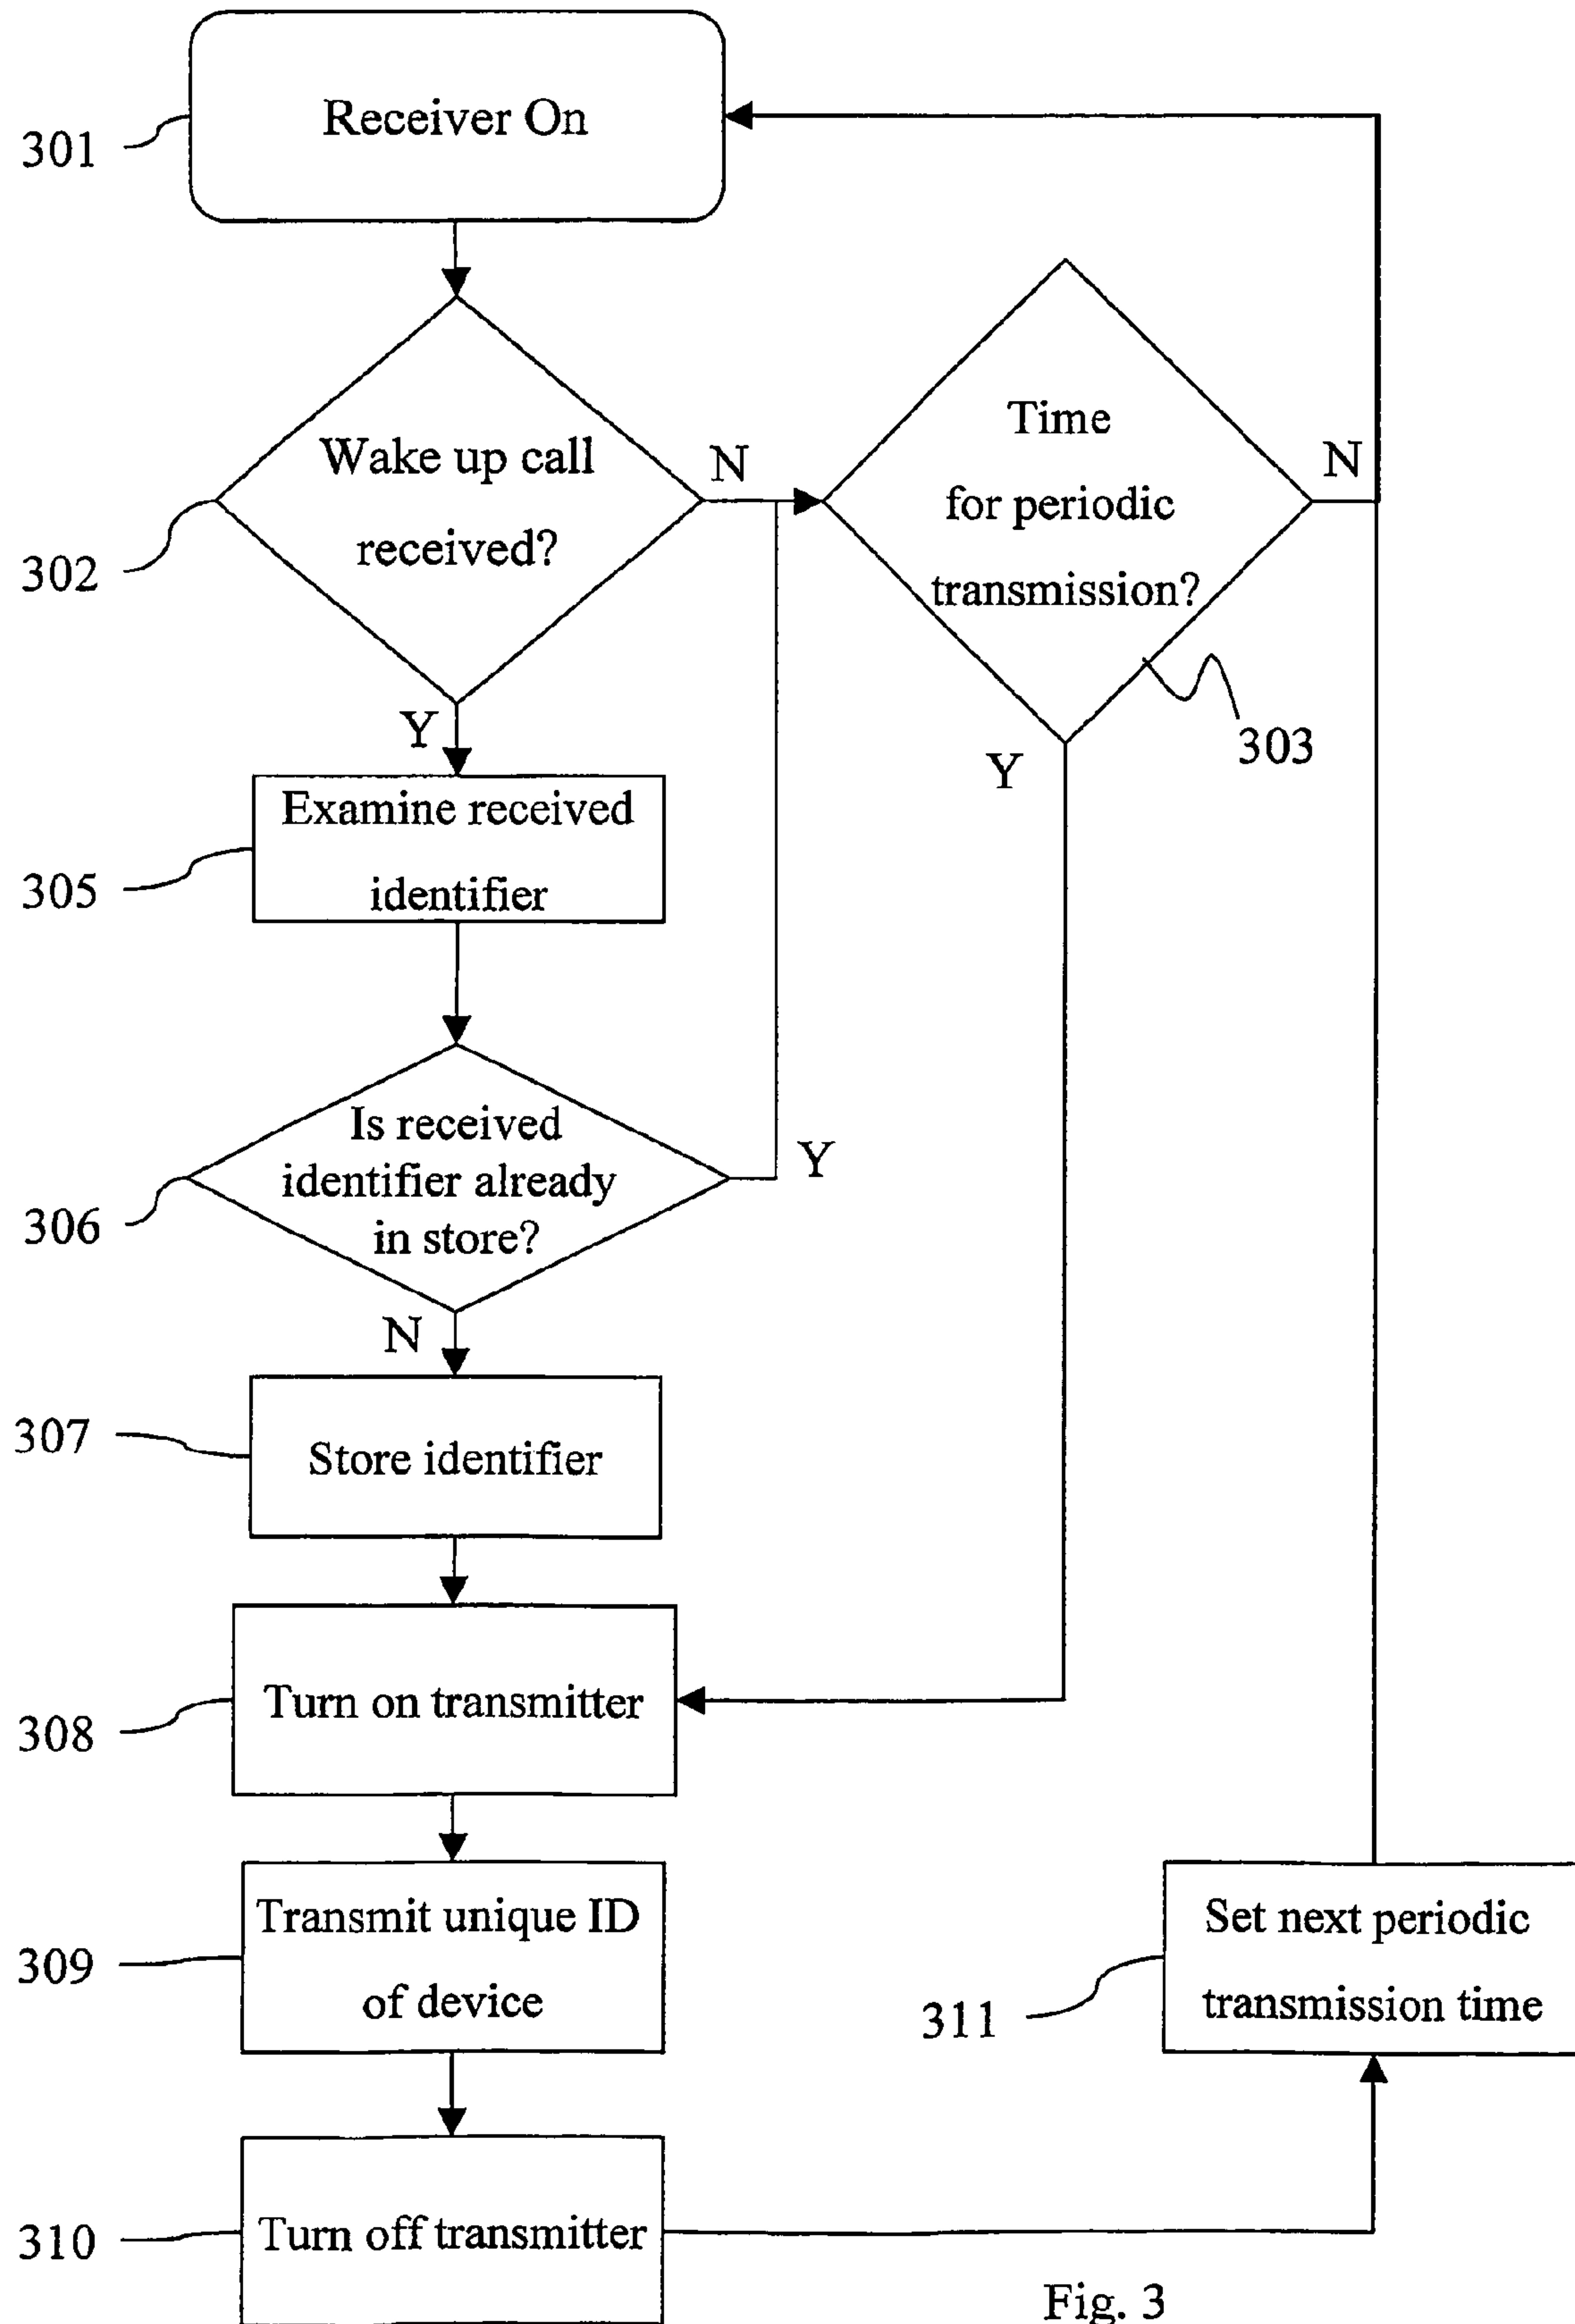 Receiver On
301
Wake up call
received?
N
302
Time
for periodic
transmission?
N
303
Y
Y
Examine received
identifier
305
Is received
identifier already
in store?
Y
306
N
307
Store identifier
Turn on transmitter
308
Transmit unique ID
of device
309
Set next periodic
transmission time
311
Turn off transmitter
310
Fig. 3